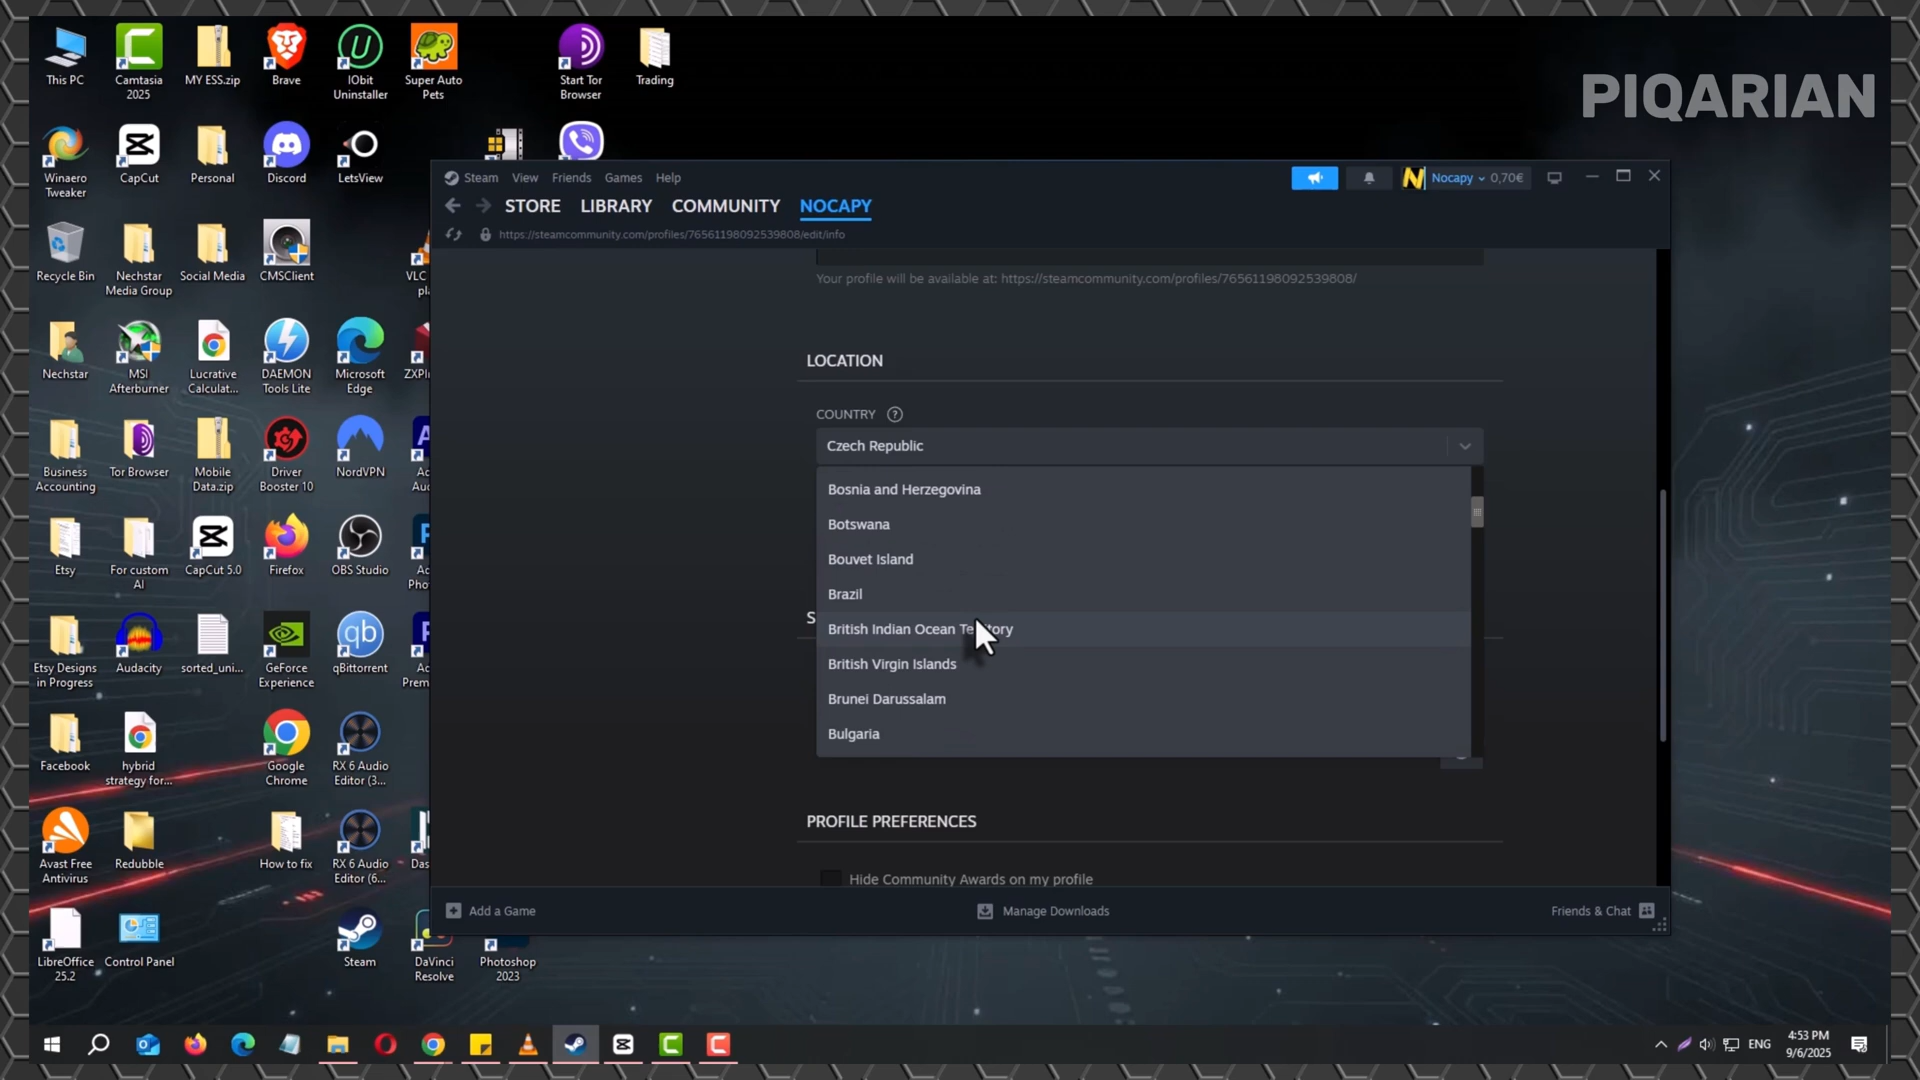 PIQARIAN
This PC
Camtasia
2025
MY ESS.zip
Brave
IObit
Uninstaller
Super Auto
Pets
Start Tor
Browser
Trading
Winaero
Tweaker
CapCut
Personal
Discord
LetsView
Recycle Bin
Nechstar
Media Group
Social Media
CMSClient
VLC
pl
Nechstar
MSI
Afterburner
Lucrative
Calculat...
DAEMON
Tools Lite
Microsoft
Edge
Business
Accounting
Tor Browser
Mobile
Data.zip
Driver
Booster 10
NordVPN
Etsy
For custom
AI
CapCut 5.0
Firefox
OBS Studio
Etsy Designs
in Progress
Audacity
sorted_uni...
GeForce
Experience
qBittorrent
Facebook
hybrid
strategy for...
Google
Chrome
RX 6 Audio
Editor (3...
Avast Free
Antivirus
Redubble
How to fix
RX 6 Audio
Editor (6...
LibreOffice
25.2
Control Panel
Steam
DaVinci
Resolve
Photoshop
2023
Steam View Friends Games Help
Nocapy 0,70€
STORE LIBRARY COMMUNITY NOCAPY
https://steamcommunity.com/profiles/76561198092539808/edit/info
Your profile will be available at: https://steamcommunity.com/profiles/76561198092539808/
LOCATION
COUNTRY ?
Czech Republic
Bosnia and Herzegovina
Botswana
Bouvet Island
Brazil
British Indian Ocean Territory
British Virgin Islands
Brunei Darussalam
Bulgaria
PROFILE PREFERENCES
Hide Community Awards on my profile
Add a Game
Manage Downloads
Friends & Chat
ENG
4:53 PM
9/6/2025